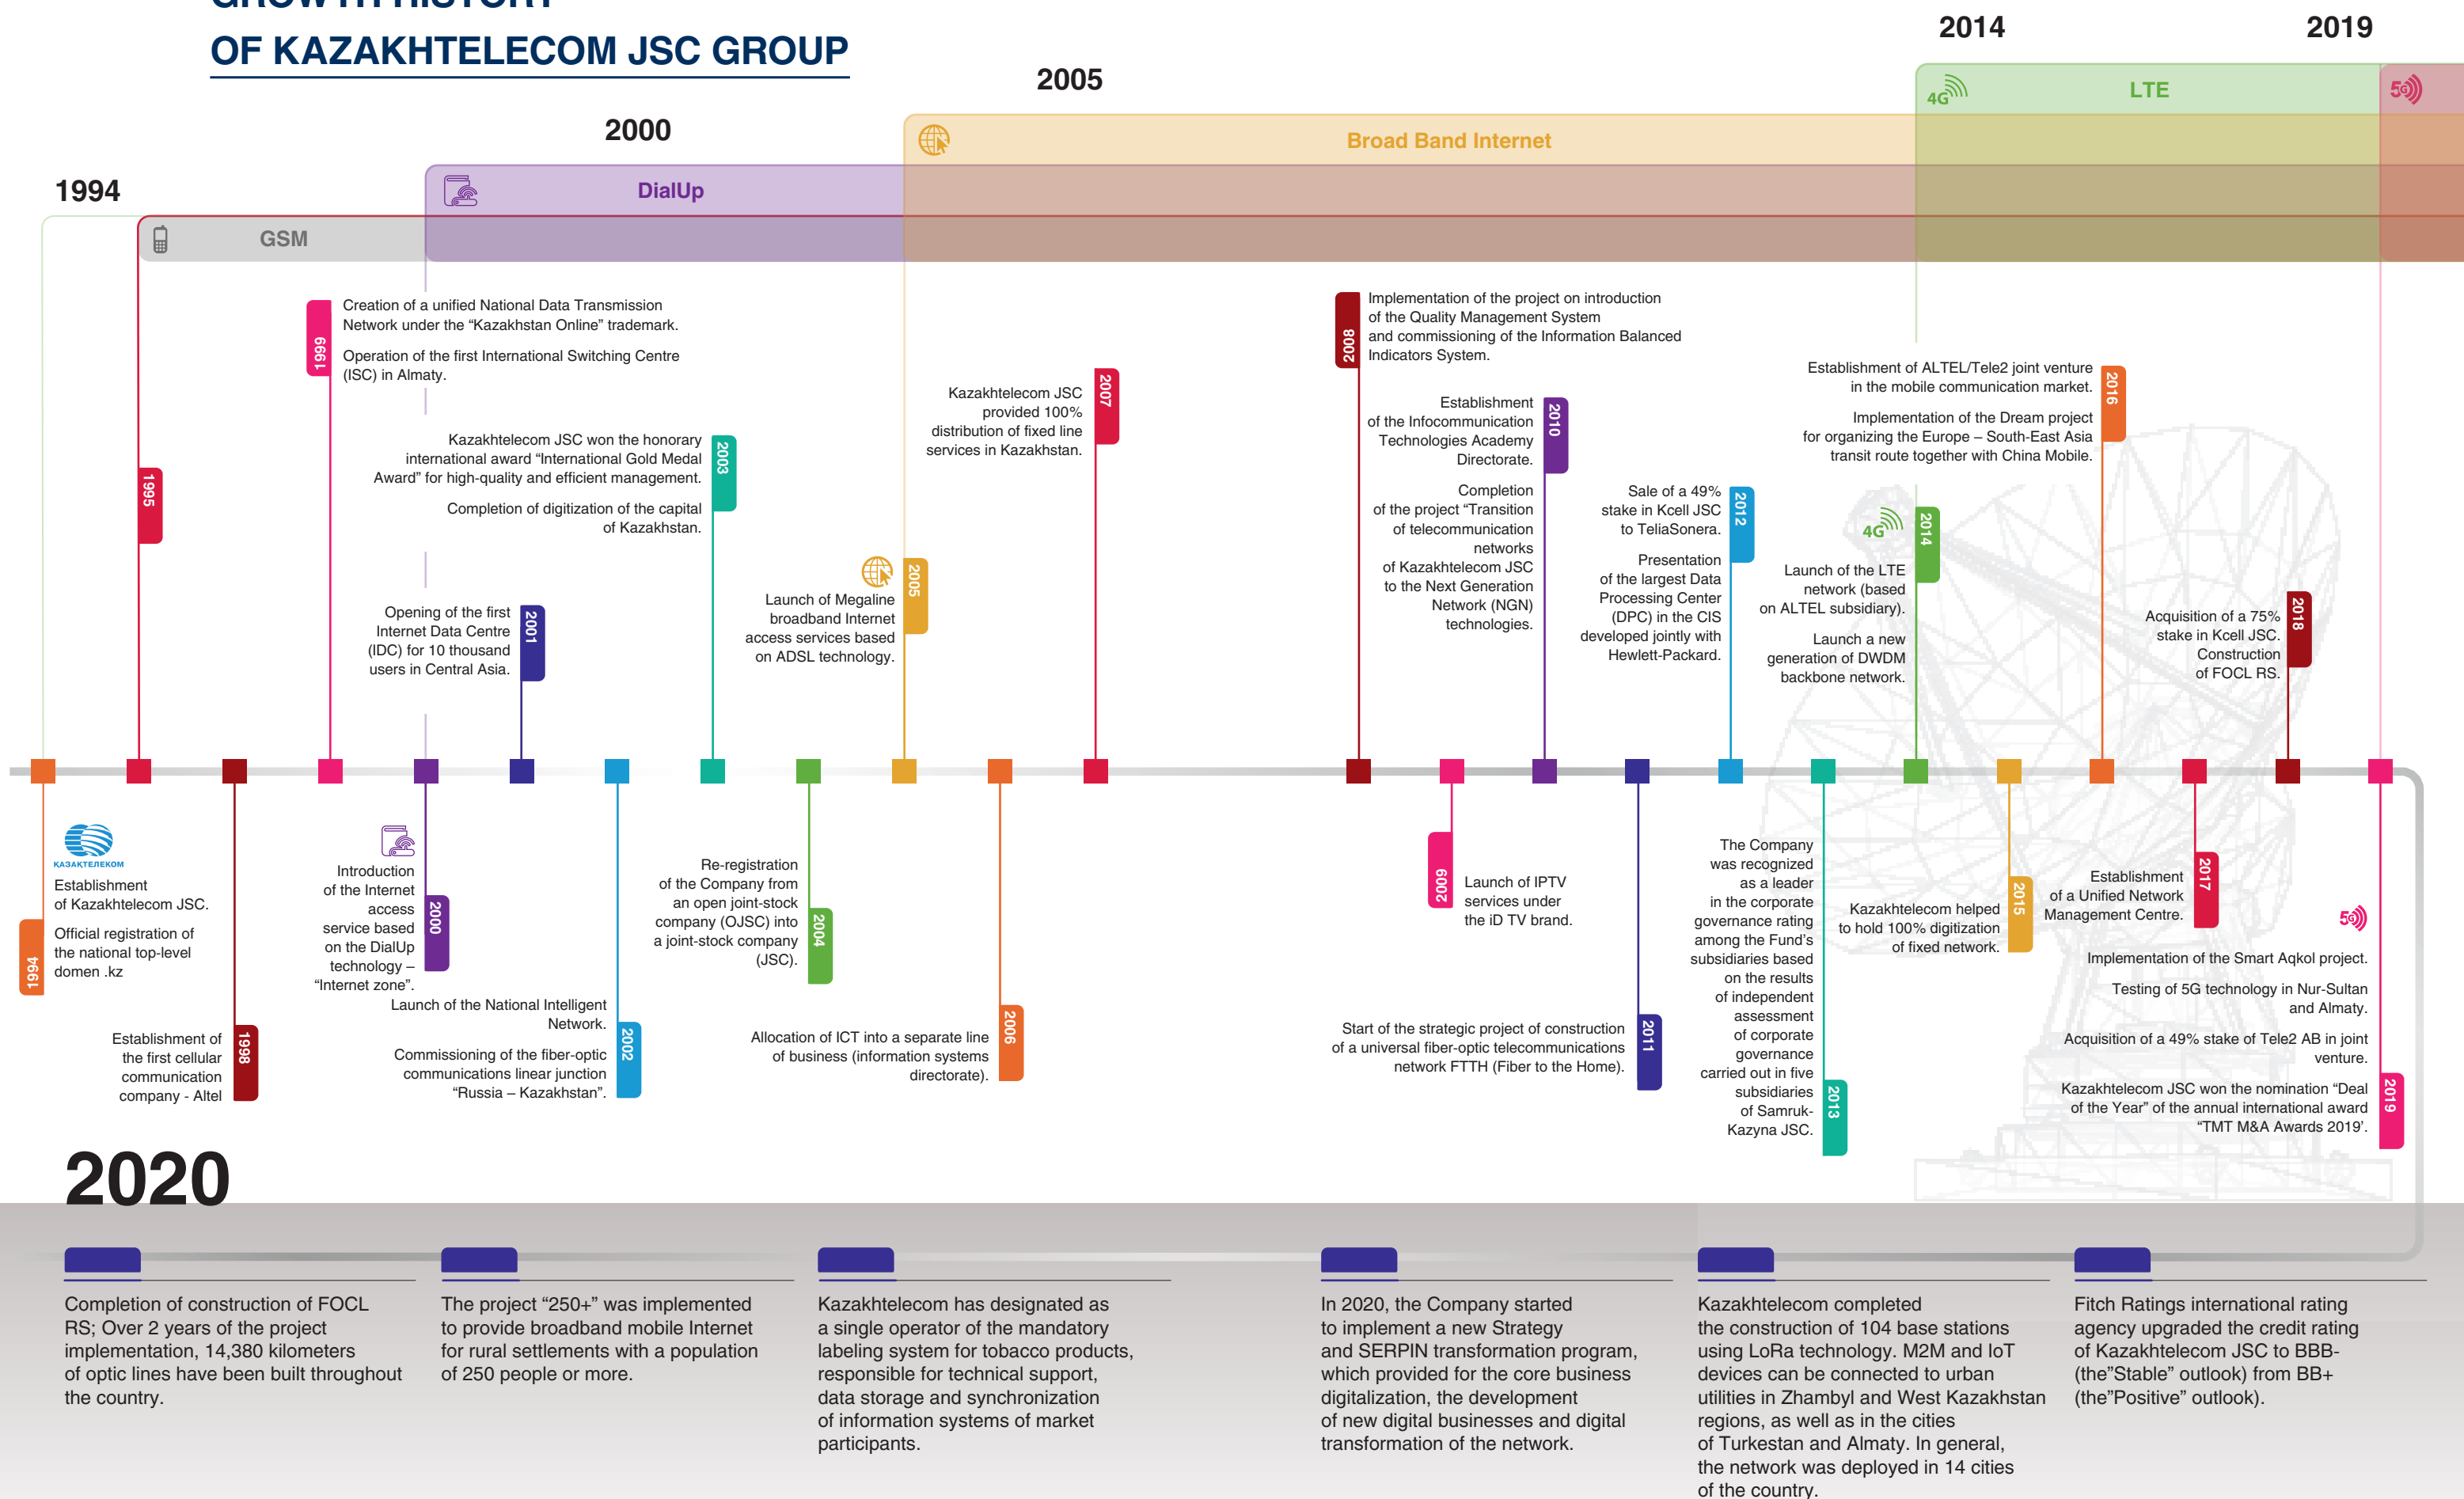 GROWTH HISTORY
OF KAZAKHTELECOM JSC GROUP
1994
2000
2005
2014
2019
GSM
DialUp
Broad Band Internet
4G
LTE
5G
1999
Creation of a unified National Data Transmission
Network under the “Kazakhstan Online” trademark.
Operation of the first International Switching Centre
(ISC) in Almaty.
1995
Kazakhtelecom JSC won the honorary
international award “International Gold Medal
Award” for high-quality and efficient management.
Completion of digitization of the capital
of Kazakhstan.
2003
Opening of the first
Internet Data Centre
(IDC) for 10 thousand
users in Central Asia.
2001
Launch of Megaline
broadband Internet
access services based
on ADSL technology.
2005
Kazakhtelecom JSC
provided 100%
distribution of fixed line
services in Kazakhstan.
2007
2008
Implementation of the project on introduction
of the Quality Management System
and commissioning of the Information Balanced
Indicators System.
Establishment
of the Infocommunication
Technologies Academy
Directorate.
Completion
of the project “Transition
of telecommunication
networks
of Kazakhtelecom JSC
to the Next Generation
Network (NGN)
technologies.
2010
Sale of a 49%
stake in Kcell JSC
to TeliaSonera.
Presentation
of the largest Data
Processing Center
(DPC) in the CIS
developed jointly with
Hewlett-Packard.
2012
4G
Launch of the LTE
network (based
on ALTEL subsidiary).
Launch a new
generation of DWDM
backbone network.
2014
Establishment of ALTEL/Tele2 joint venture
in the mobile communication market.
Implementation of the Dream project
for organizing the Europe – South-East Asia
transit route together with China Mobile.
2016
Acquisition of a 75%
stake in Kcell JSC.
Construction
of FOCL RS.
2018
ҚАЗАҚТЕЛЕКОМ
Establishment
of Kazakhtelecom JSC.
Official registration of
the national top-level
domen .kz
1994
Establishment of
the first cellular
communication
company - Altel
1998
Introduction
of the Internet
access
service based
on the DialUp
technology –
“Internet zone”.
2000
Launch of the National Intelligent
Network.
Commissioning of the fiber-optic
communications linear junction
“Russia – Kazakhstan”.
2002
Re-registration
of the Company from
an open joint-stock
company (OJSC) into
a joint-stock company
(JSC).
2004
Allocation of ICT into a separate line
of business (information systems
directorate).
2006
2009
Launch of IPTV
services under
the iD TV brand.
Start of the strategic project of construction
of a universal fiber-optic telecommunications
network FTTH (Fiber to the Home).
2011
The Company
was recognized
as a leader
in the corporate
governance rating
among the Fund’s
subsidiaries based
on the results
of independent
assessment
of corporate
governance
carried out in five
subsidiaries
of Samruk-
Kazyna JSC.
2013
Kazakhtelecom helped
to hold 100% digitization
of fixed network.
2015
Establishment
of a Unified Network
Management Centre.
2017
5G
Implementation of the Smart Aqkol project.
Testing of 5G technology in Nur-Sultan
and Almaty.
Acquisition of a 49% stake of Tele2 AB in joint
venture.
Kazakhtelecom JSC won the nomination “Deal
of the Year” of the annual international award
“TMT M&A Awards 2019’.
2019
2020
Completion of construction of FOCL
RS; Over 2 years of the project
implementation, 14,380 kilometers
of optic lines have been built throughout
the country.
The project “250+” was implemented
to provide broadband mobile Internet
for rural settlements with a population
of 250 people or more.
Kazakhtelecom has designated as
a single operator of the mandatory
labeling system for tobacco products,
responsible for technical support,
data storage and synchronization
of information systems of market
participants.
In 2020, the Company started
to implement a new Strategy
and SERPIN transformation program,
which provided for the core business
digitalization, the development
of new digital businesses and digital
transformation of the network.
Kazakhtelecom completed
the construction of 104 base stations
using LoRa technology. M2M and IoT
devices can be connected to urban
utilities in Zhambyl and West Kazakhstan
regions, as well as in the cities
of Turkestan and Almaty. In general,
the network was deployed in 14 cities
of the country.
Fitch Ratings international rating
agency upgraded the credit rating
of Kazakhtelecom JSC to BBB-
(the”Stable” outlook) from BB+
(the”Positive” outlook).